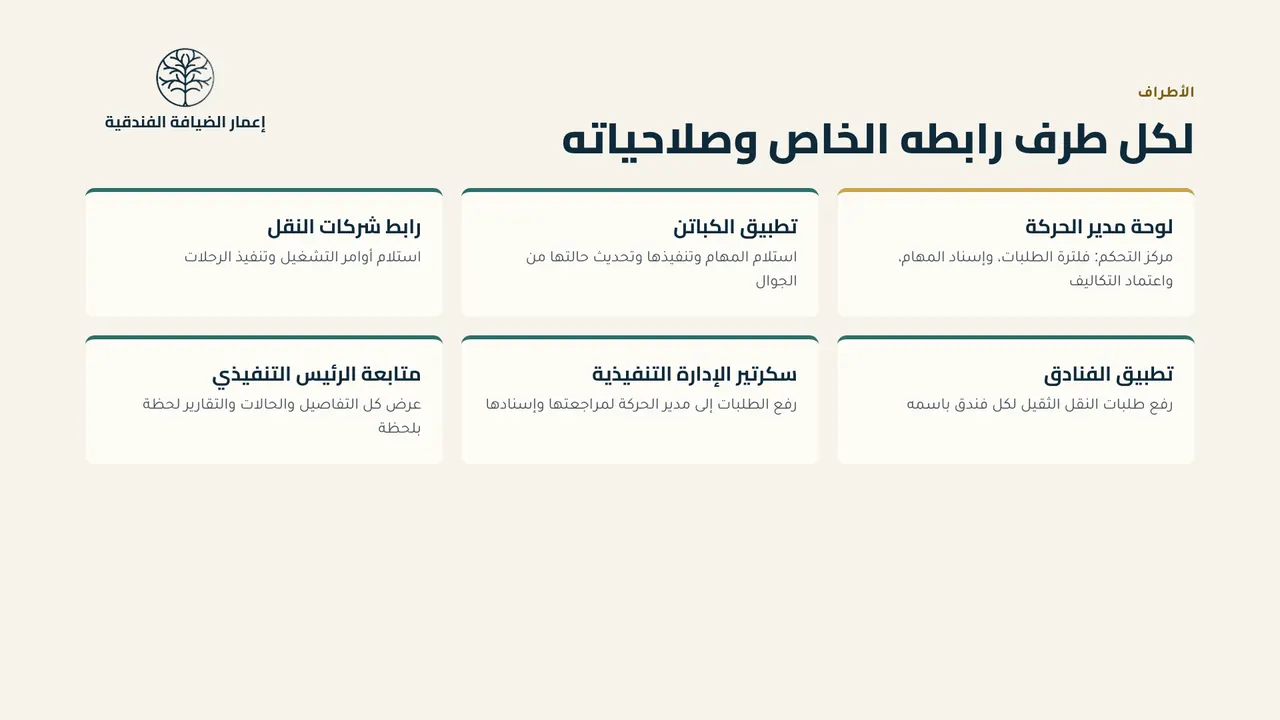 إعمار الضيافة الفندقية
الأطراف
لكل طرف رابطه الخاص وصلاحياته
لوحة مدير الحركة
مركز التحكم: فلترة الطلبات، وإسناد المهام،
واعتماد التكاليف
تطبيق الكباتن
استلام المهام وتنفيذها وتحديث حالتها من
الجوال
رابط شركات النقل
استلام أوامر التشغيل وتنفيذ الرحلات
تطبيق الفنادق
رفع طلبات النقل الثقيل لكل فندق باسمه
سكرتير الإدارة التنفيذية
رفع الطلبات إلى مدير الحركة لمراجعتها وإسنادها
متابعة الرئيس التنفيذي
عرض كل التفاصيل والحالات والتقارير لحظة
بلحظة